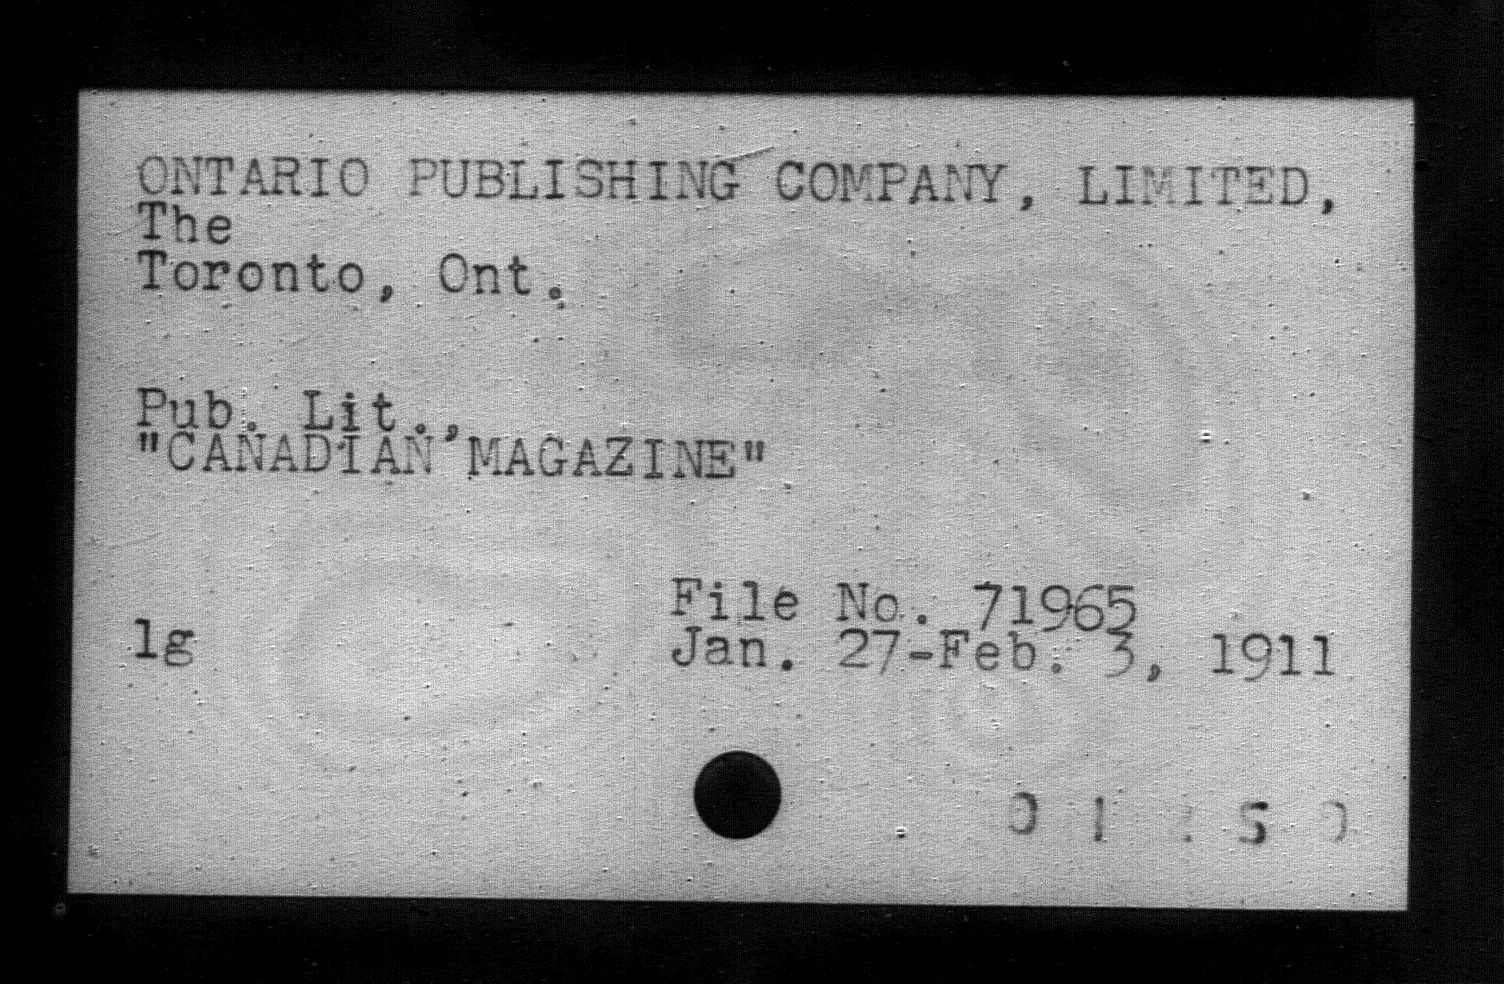 ONTARIO PUBLISHING COMPANY, LIMITED,
The
Toronto, Ont.
Pub. Lit.,
"CANADIAN MAGAZINE"
File No. 71965
lg Jan. 27-Feb. 3, 1911